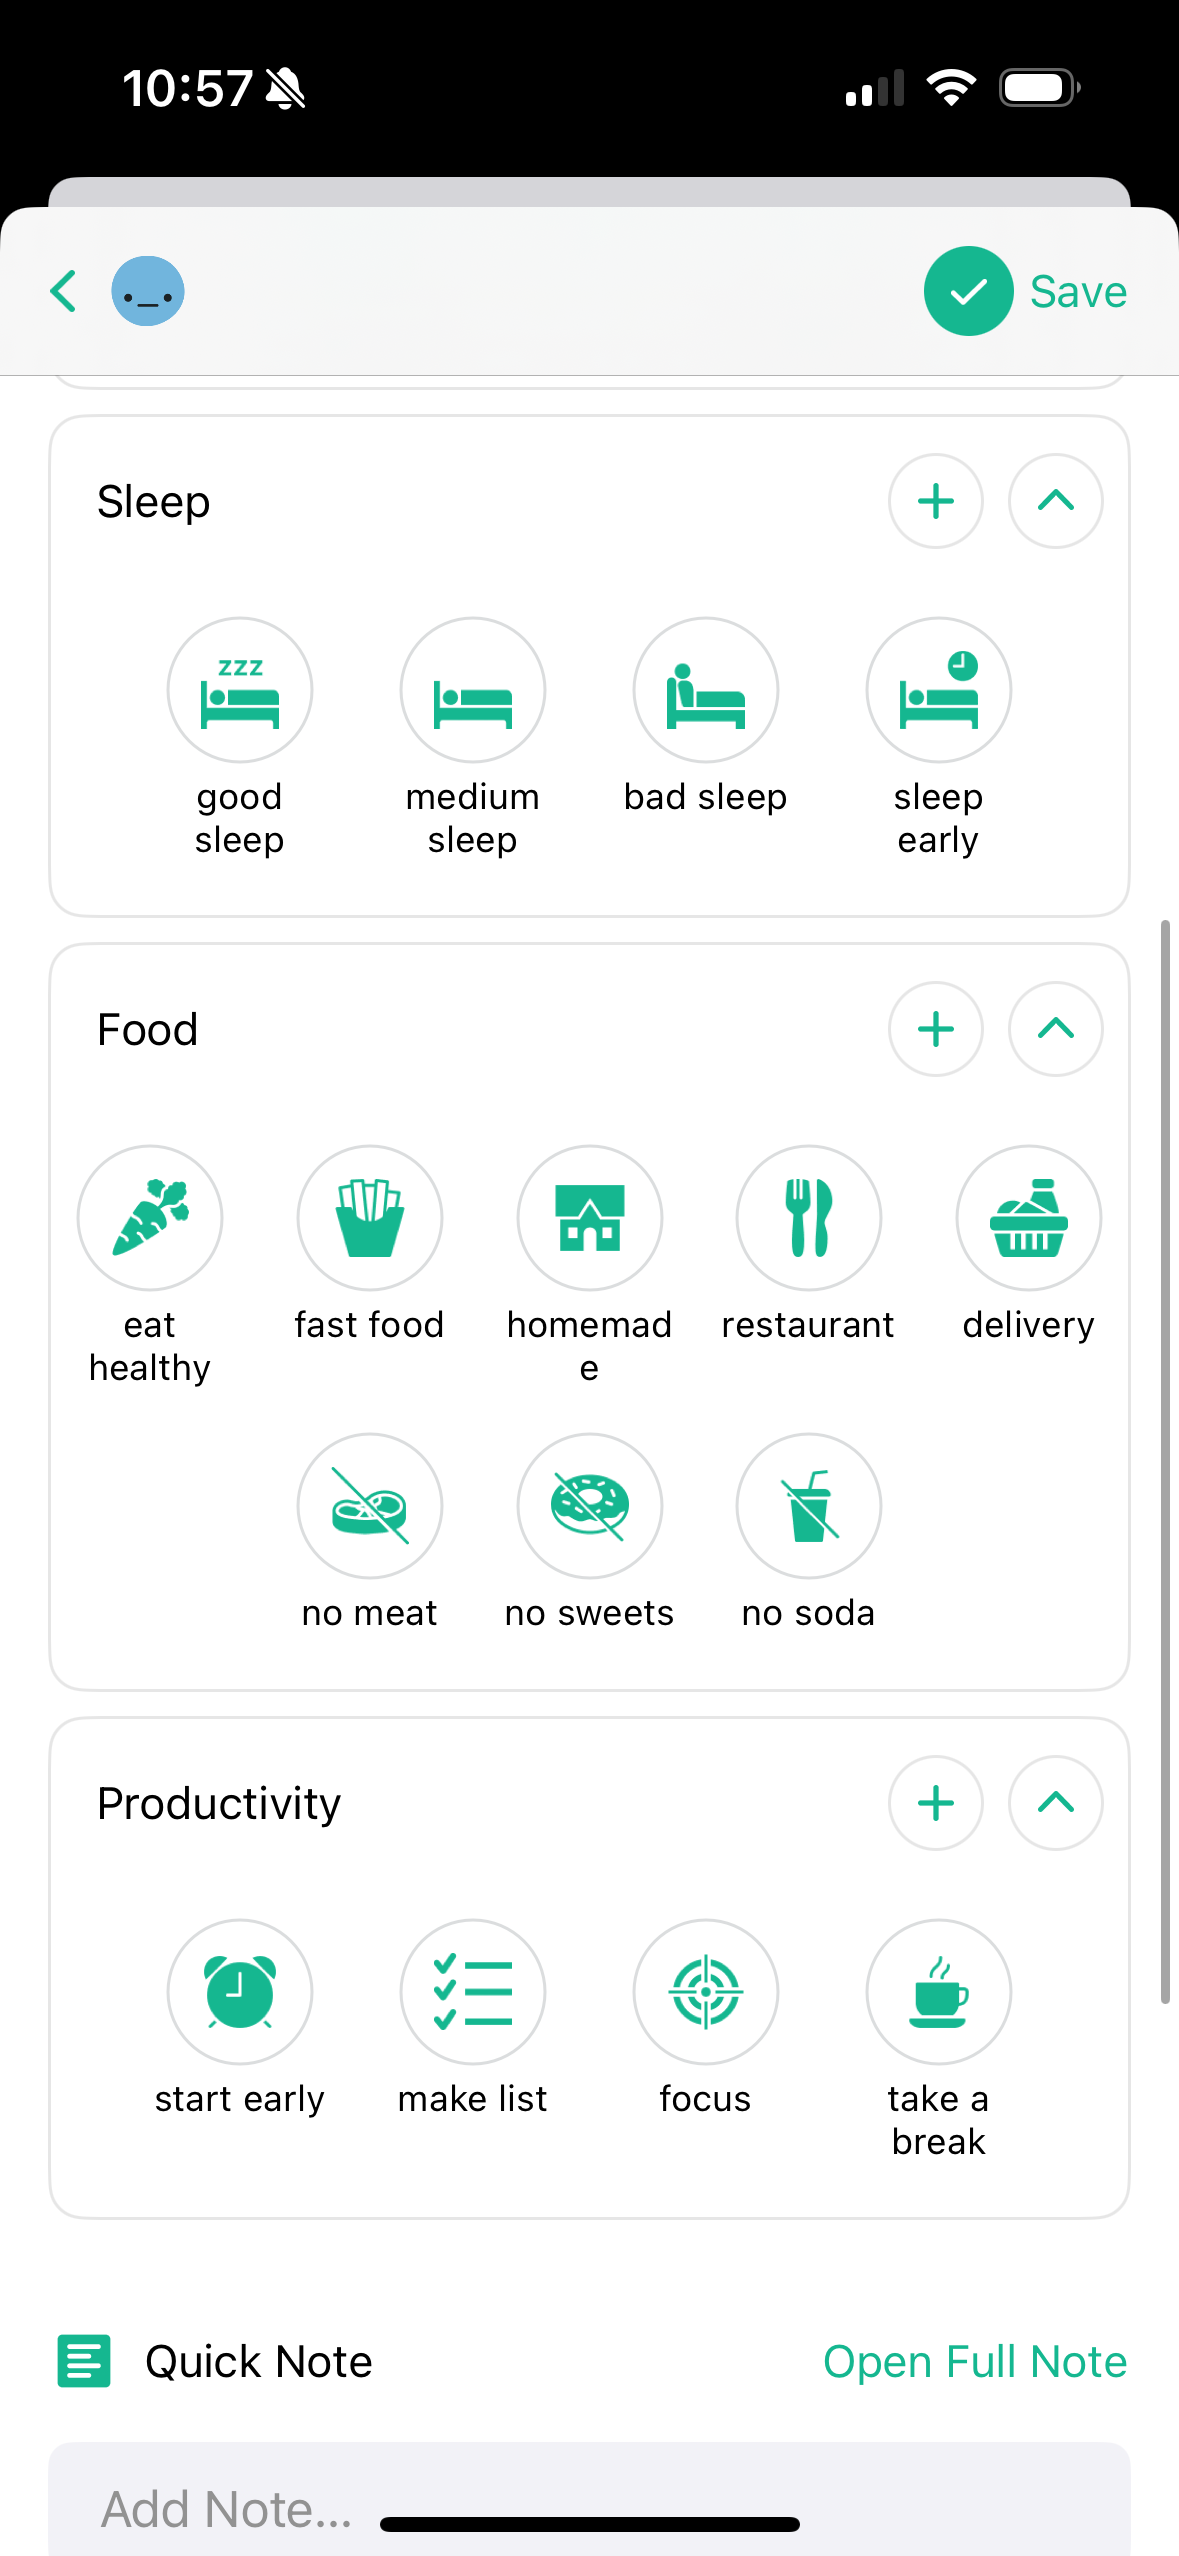 10:57
Save
Sleep
zzz
good
sleep
medium
sleep
bad sleep
sleep
early
Food
eat
healthy
fast food
homemad
e
restaurant
delivery
no meat
no sweets
no soda
Productivity
start early
make list
focus
take a
break
Quick Note
Open Full Note
Add Note...